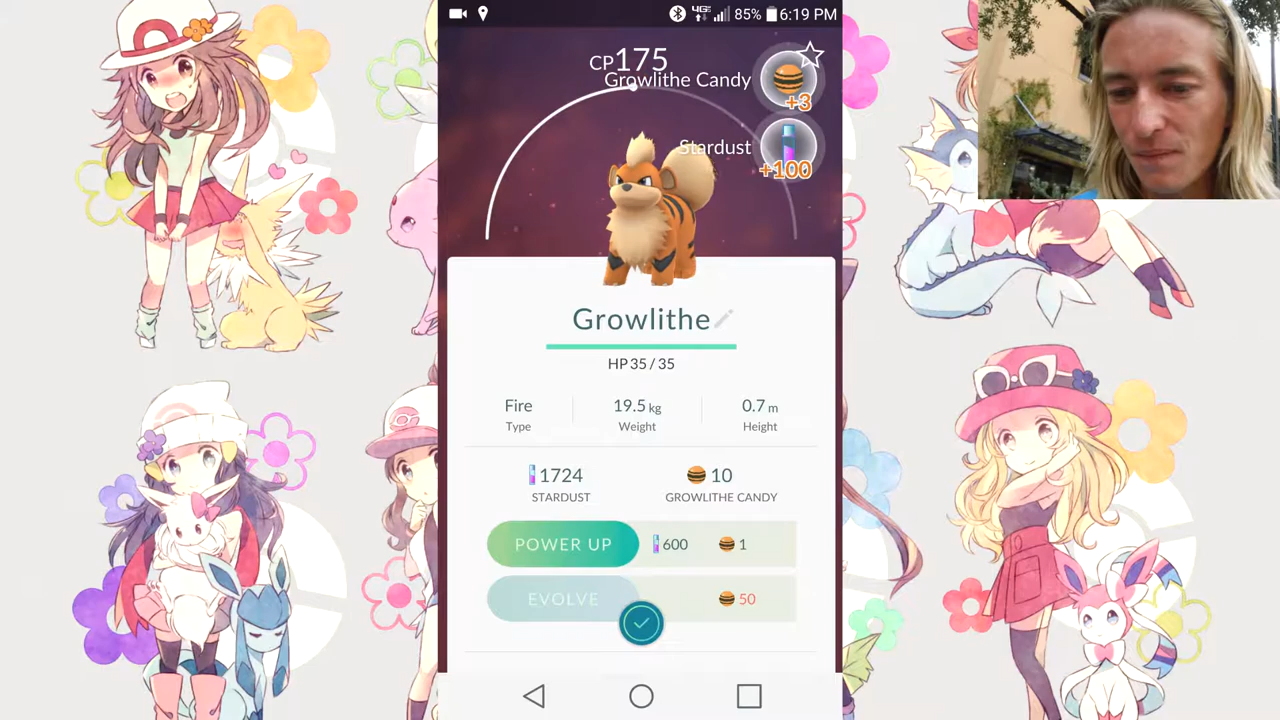 4G 85% 6:19 PM
CP175
Growlithe Candy
+3
Stardust
+100
Growlithe
HP 35 / 35
Fire 19.5 kg 0.7 m
Type Weight Height
1724 10
STARDUST GROWLITHE CANDY
POWER UP 600 1
EVOLVE 50